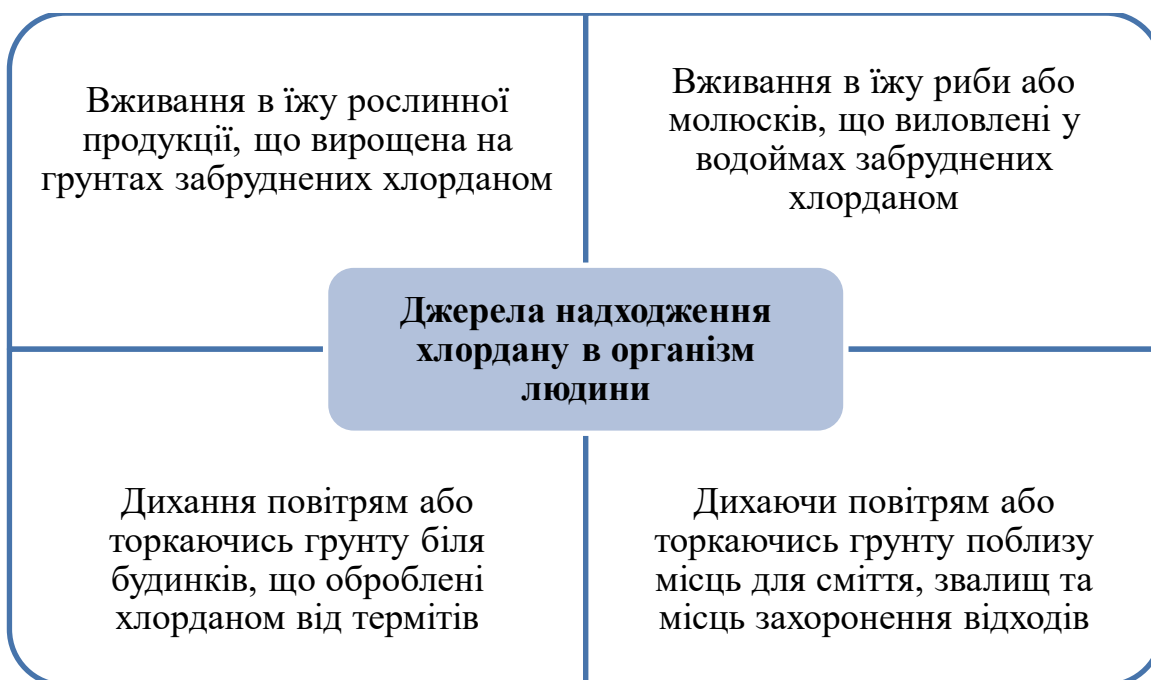 Вживання в їжу рослинної
продукції, що вирощена на
грунтах забруднених хлорданом
Вживання в їжу риби або
молюсків, що виловлені у
водоймах забруднених
хлорданом
Джерела надходження
хлордану в організм
людини
Дихання повітрям або
торкаючись грунту біля
будинків, що оброблені
хлорданом від термітів
Дихаючи повітрям або
торкаючись грунту поблизу
місць для сміття, звалищ та
місць захоронення відходів